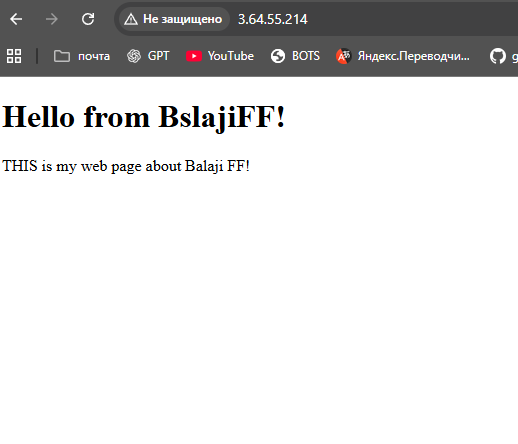 Не защищено 3.64.55.214
почта GPT YouTube BOTS Яндекс.Переводчи... g
Hello from BslajiFF!
THIS is my web page about Balaji FF!